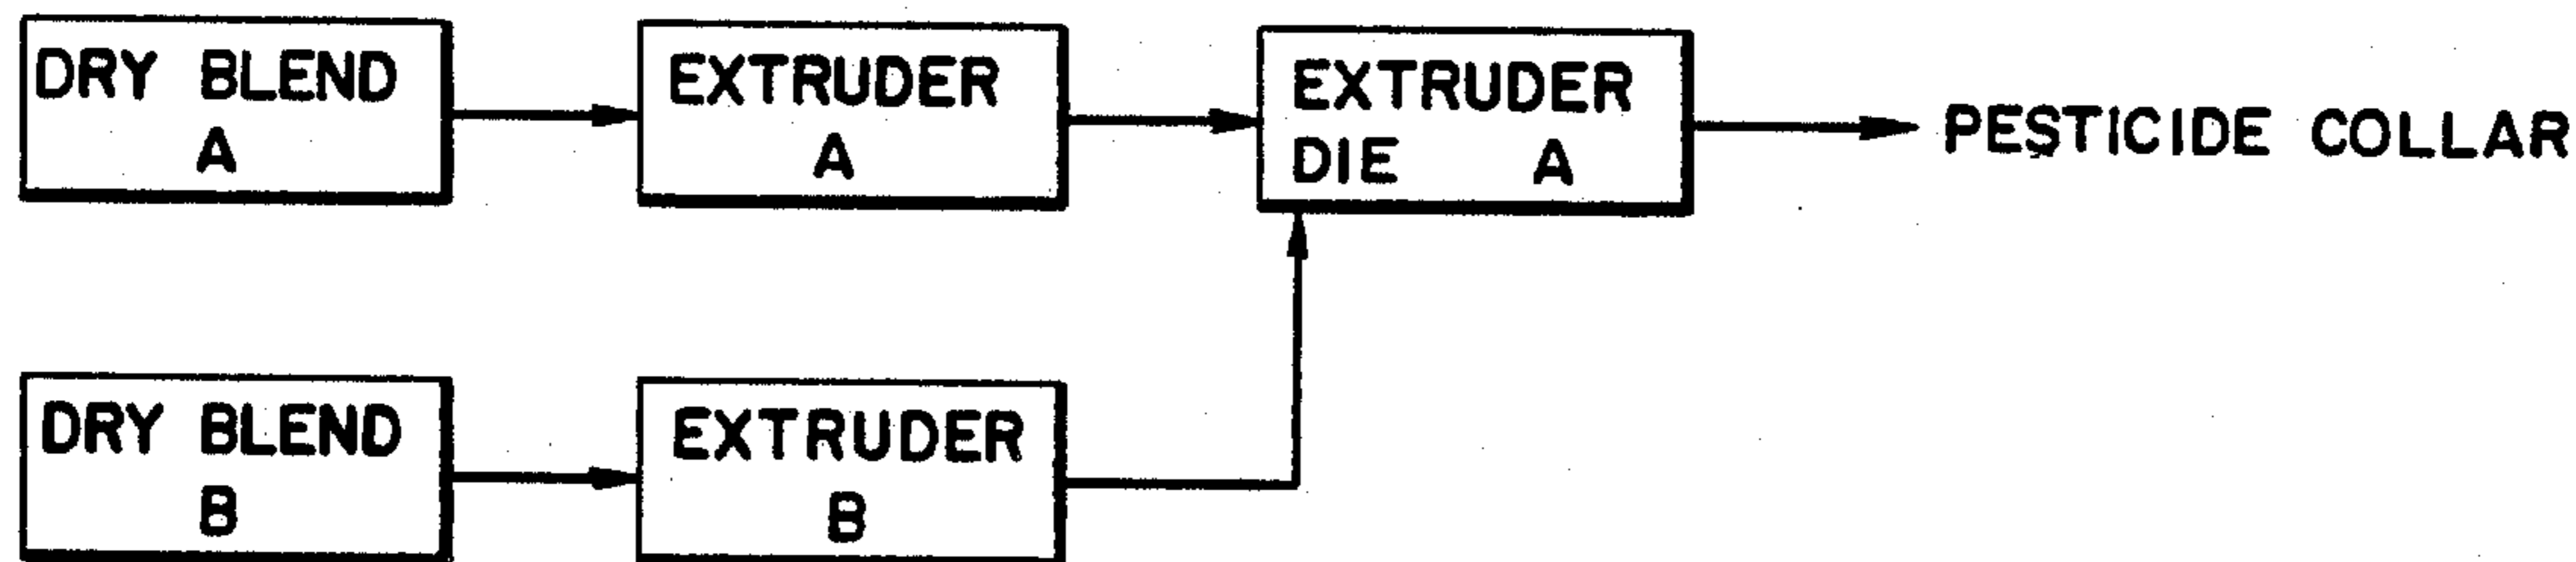 DRY BLEND
A
EXTRUDER
A
EXTRUDER
DIE A
PESTICIDE COLLAR
DRY BLEND
B
EXTRUDER
B